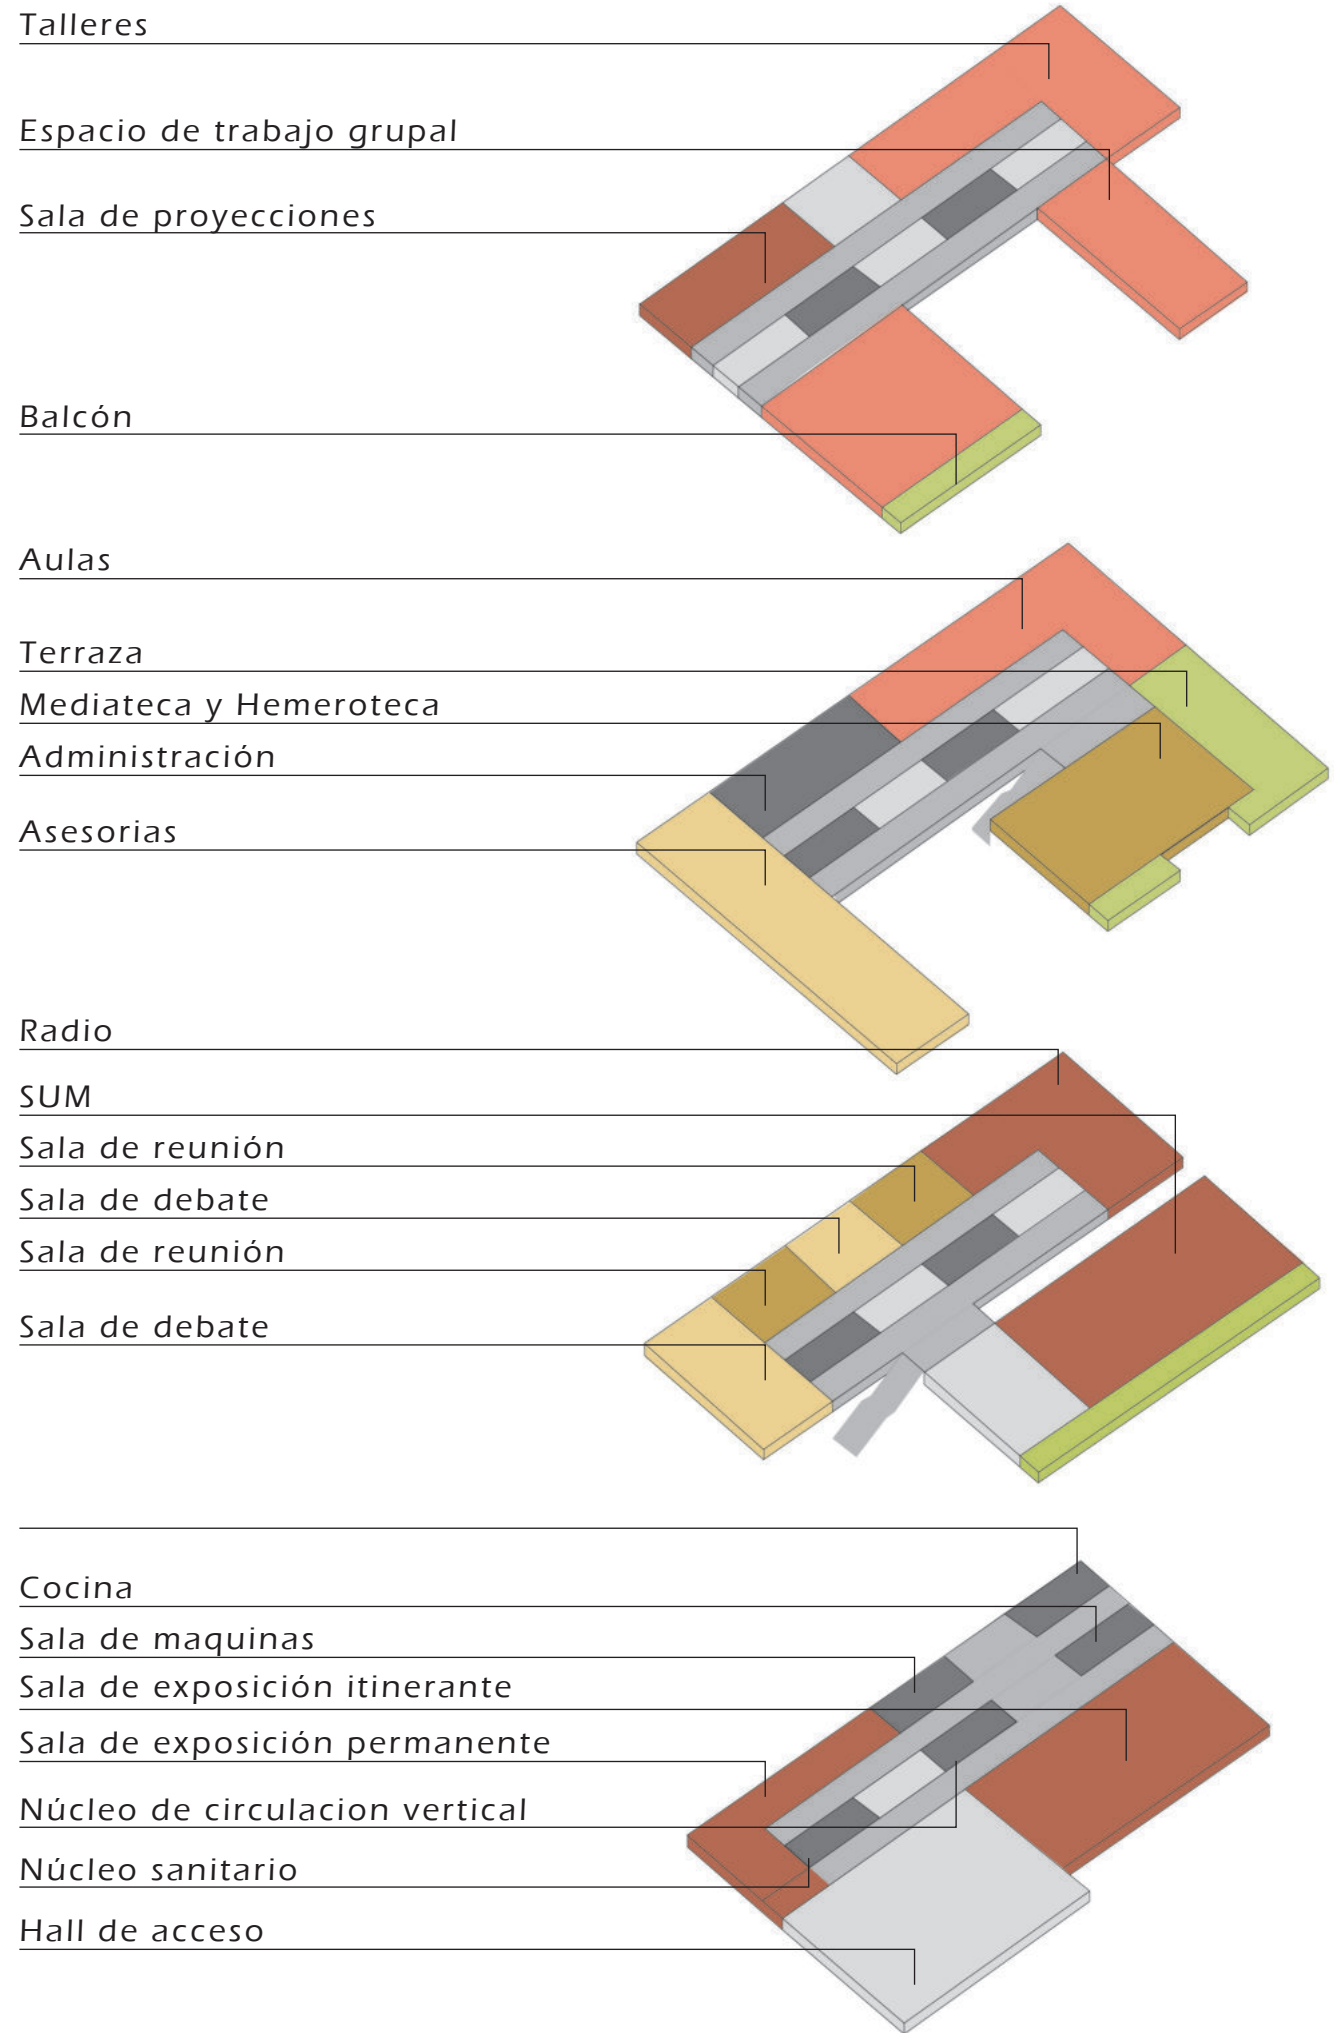 Talleres
Espacio de trabajo grupal
Sala de proyecciones
Balcón
Aulas
Terraza
Mediateca y Hemeroteca
Administración
Asesorias
Radio
SUM
Sala de reunión
Sala de debate
Sala de reunión
Sala de debate
Cocina
Sala de maquinas
Sala de exposición itinerante
Sala de exposición permanente
Núcleo de circulacion vertical
Núcleo sanitario
Hall de acceso